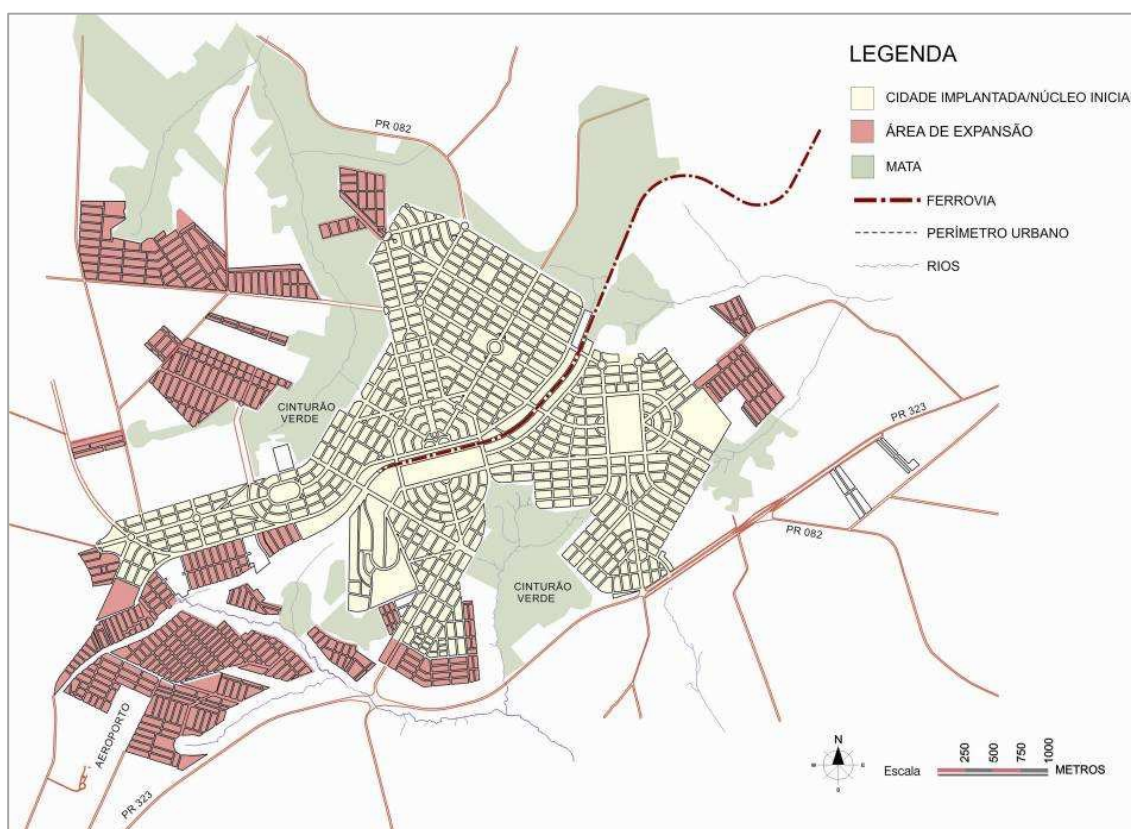 LEGENDA
CIDADE IMPLANTADA/NÚCLEO INICIA
ÁREA DE EXPANSÃO
MATA
FERROVIA
PERÍMETRO URBANO
RIOS
PR 082
CINTURÃO
VERDE
PR 323
PR 082
CINTURÃO
VERDE
AEROPORTO
PR 323
N
W
E
S
Escala
250
500
750
1000
METROS